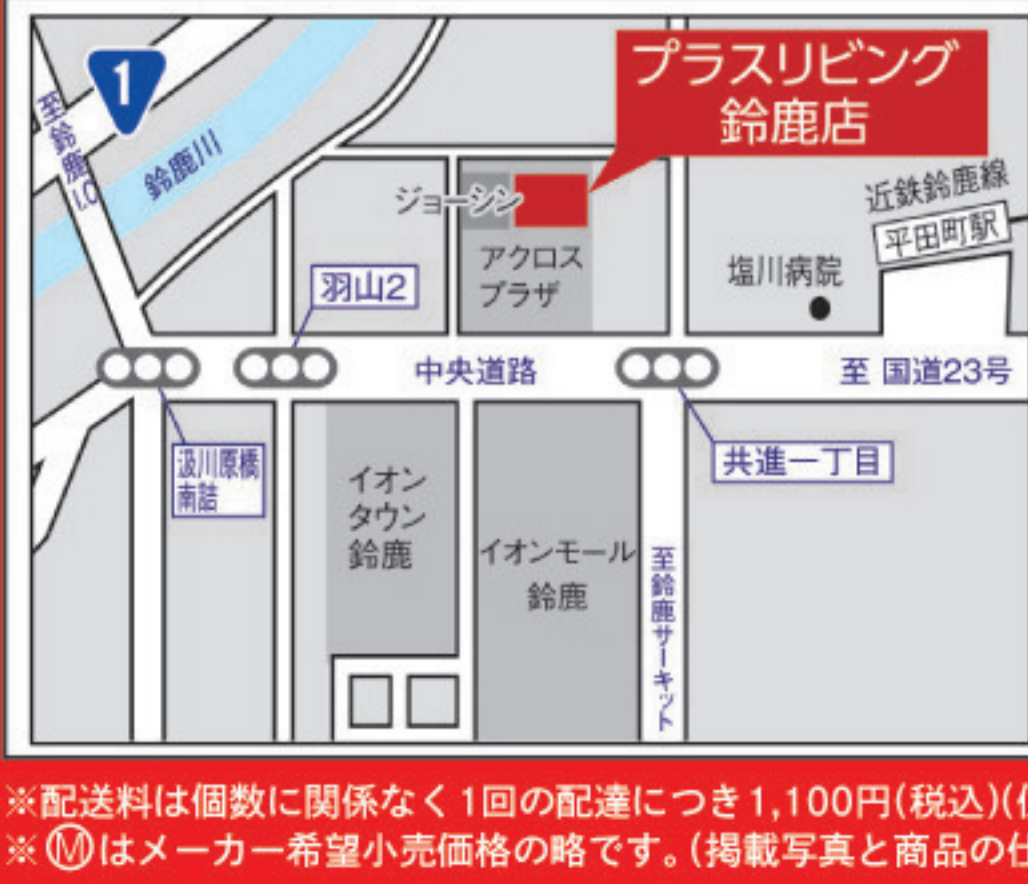 1
プラスリビング
鈴鹿店
至鈴鹿I.C
鈴鹿川
近鉄鈴鹿線
平田町駅
ジョーシン
アクロス
プラザ
塩川病院
羽山2
中央道路
至 国道23号
汲川原橋
南詰
共進一丁目
イオン
タウン
鈴鹿
イオンモール
鈴鹿
至鈴鹿サーキット
※配送料は個数に関係なく1回の配達につき1,100円(税込)(
※Ⓜはメーカー希望小売価格の略です。(掲載写真と商品の仕